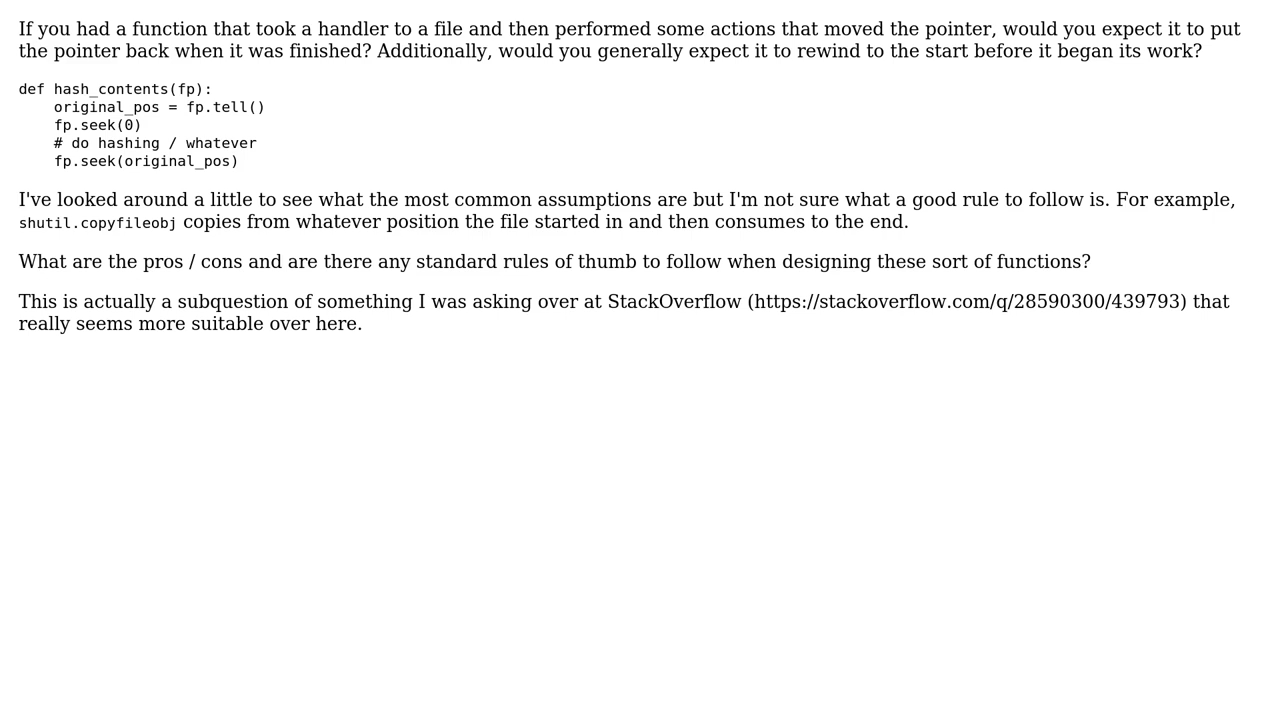 If you had a function that took a handler to a file and then performed some actions that moved the pointer, would you expect it to put
the pointer back when it was finished? Additionally, would you generally expect it to rewind to the start before it began its work?
def hash_contents(fp):
    original_pos = fp.tell()
    fp.seek(0)
    # do hashing / whatever
    fp.seek(original_pos)
I've looked around a little to see what the most common assumptions are but I'm not sure what a good rule to follow is. For example,
shutil.copyfileobj copies from whatever position the file started in and then consumes to the end.
What are the pros / cons and are there any standard rules of thumb to follow when designing these sort of functions?
This is actually a subquestion of something I was asking over at StackOverflow (https://stackoverflow.com/q/28590300/439793) that
really seems more suitable over here.